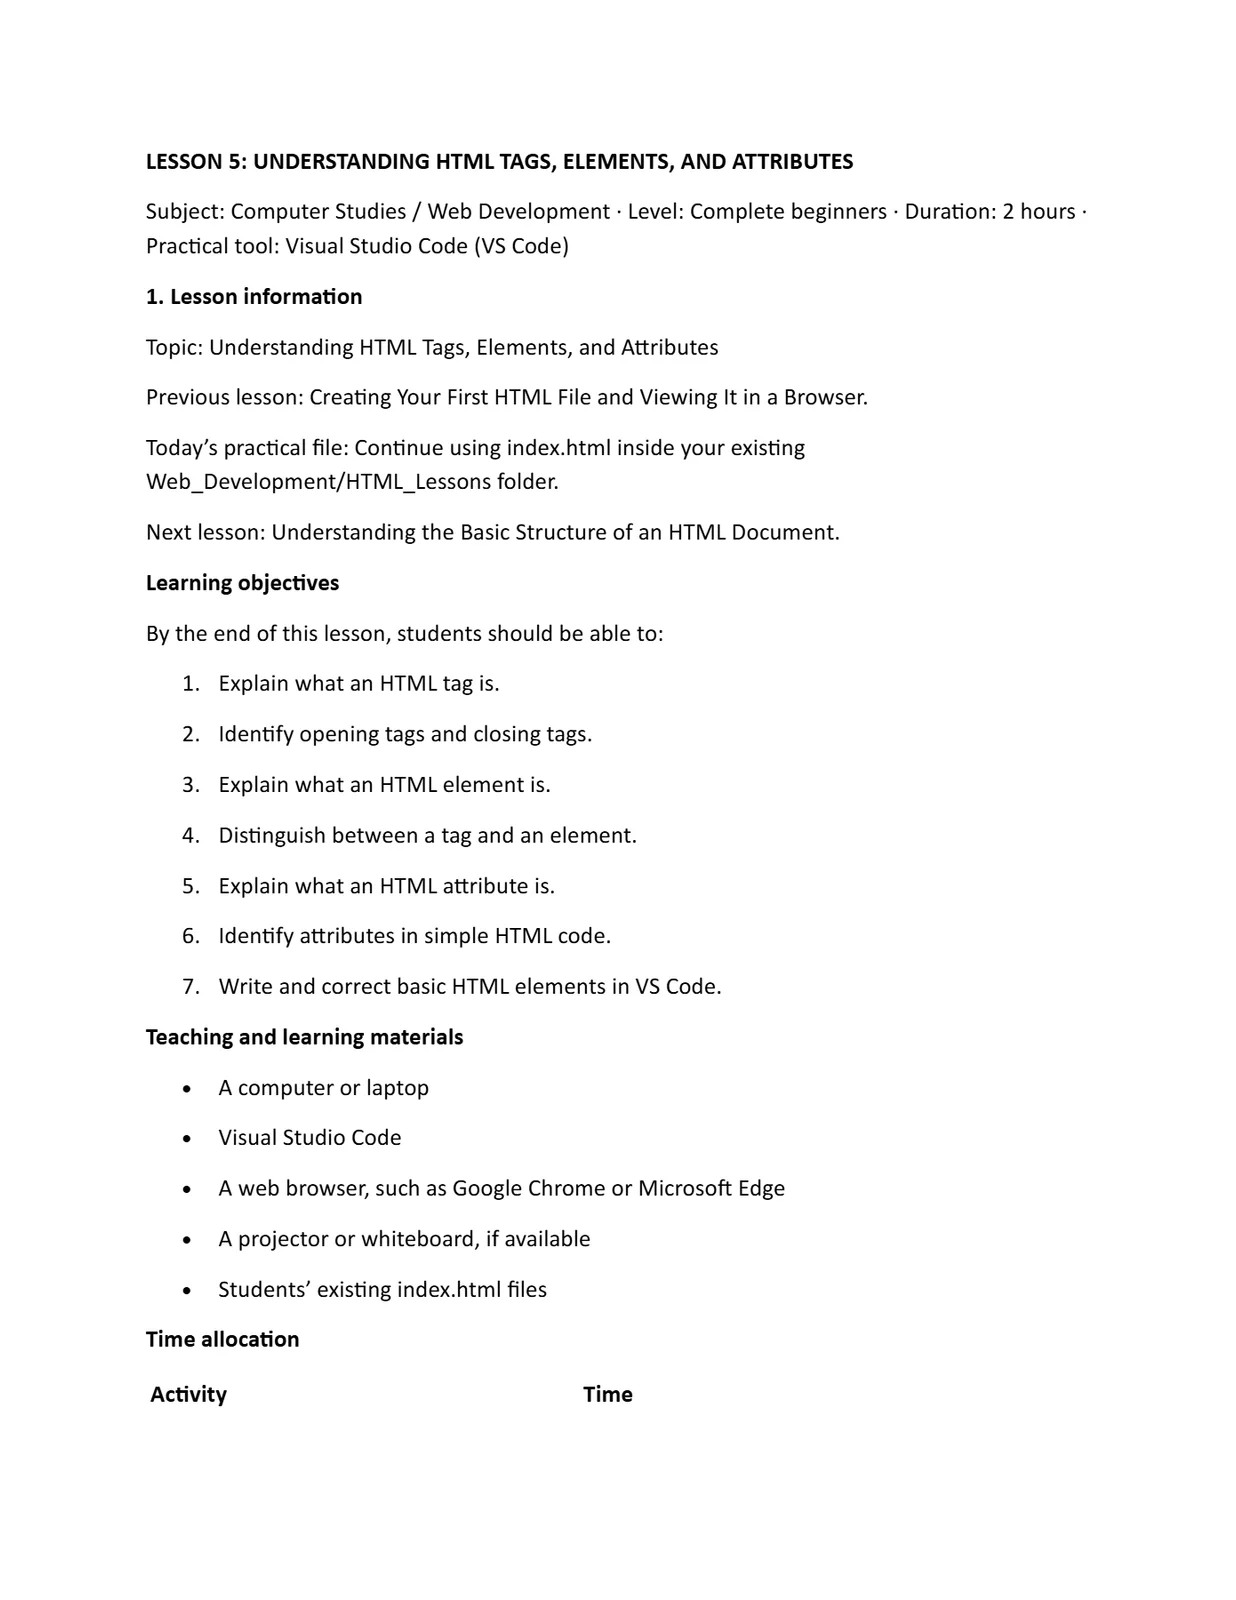 LESSON 5: UNDERSTANDING HTML TAGS, ELEMENTS, AND ATTRIBUTES
Subject: Computer Studies / Web Development · Level: Complete beginners · Duration: 2 hours ·
Practical tool: Visual Studio Code (VS Code)
1. Lesson information
Topic: Understanding HTML Tags, Elements, and Attributes
Previous lesson: Creating Your First HTML File and Viewing It in a Browser.
Today’s practical file: Continue using index.html inside your existing
Web_Development/HTML_Lessons folder.
Next lesson: Understanding the Basic Structure of an HTML Document.
Learning objectives
By the end of this lesson, students should be able to:
1. Explain what an HTML tag is.
2. Identify opening tags and closing tags.
3. Explain what an HTML element is.
4. Distinguish between a tag and an element.
5. Explain what an HTML attribute is.
6. Identify attributes in simple HTML code.
7. Write and correct basic HTML elements in VS Code.
Teaching and learning materials
• A computer or laptop
• Visual Studio Code
• A web browser, such as Google Chrome or Microsoft Edge
• A projector or whiteboard, if available
• Students’ existing index.html files
Time allocation
Activity Time